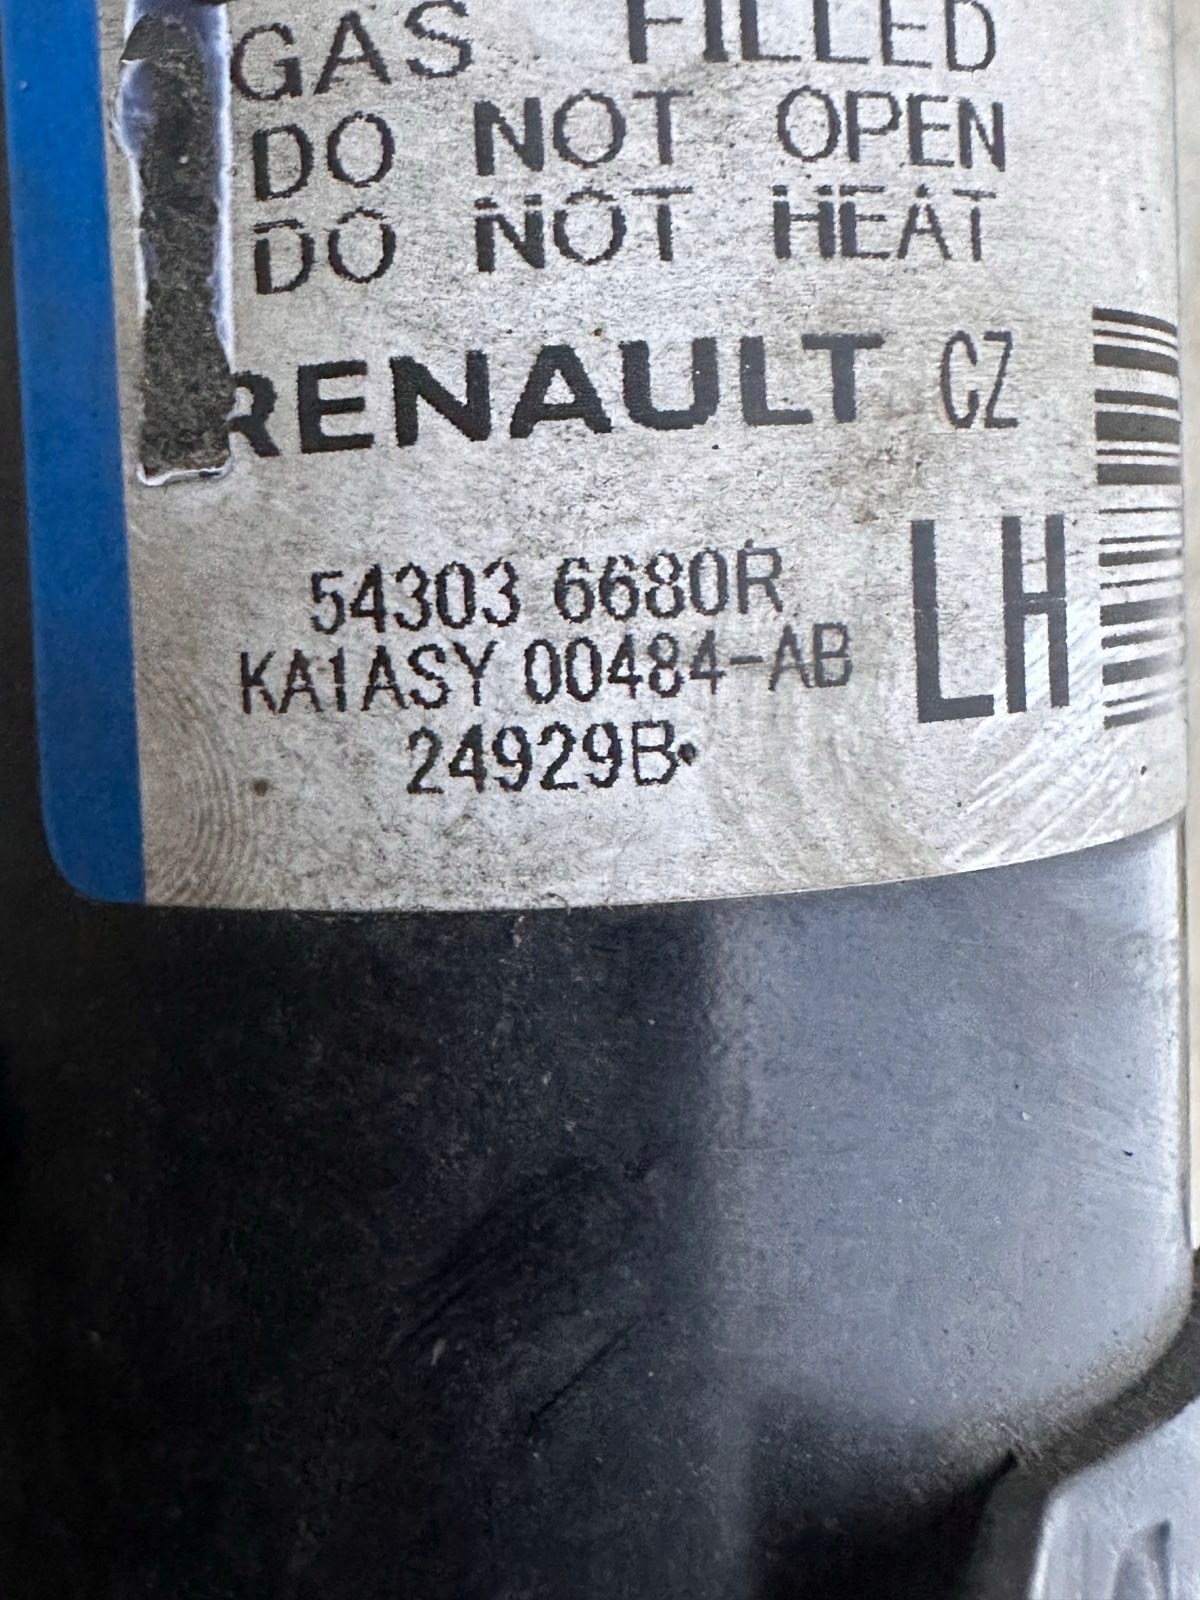 GAS FILLED
DO NOT OPEN
DO NOT HEAT
RENAULT CZ
54303 6680R
KA1ASY 00484-AB
LH
24929B